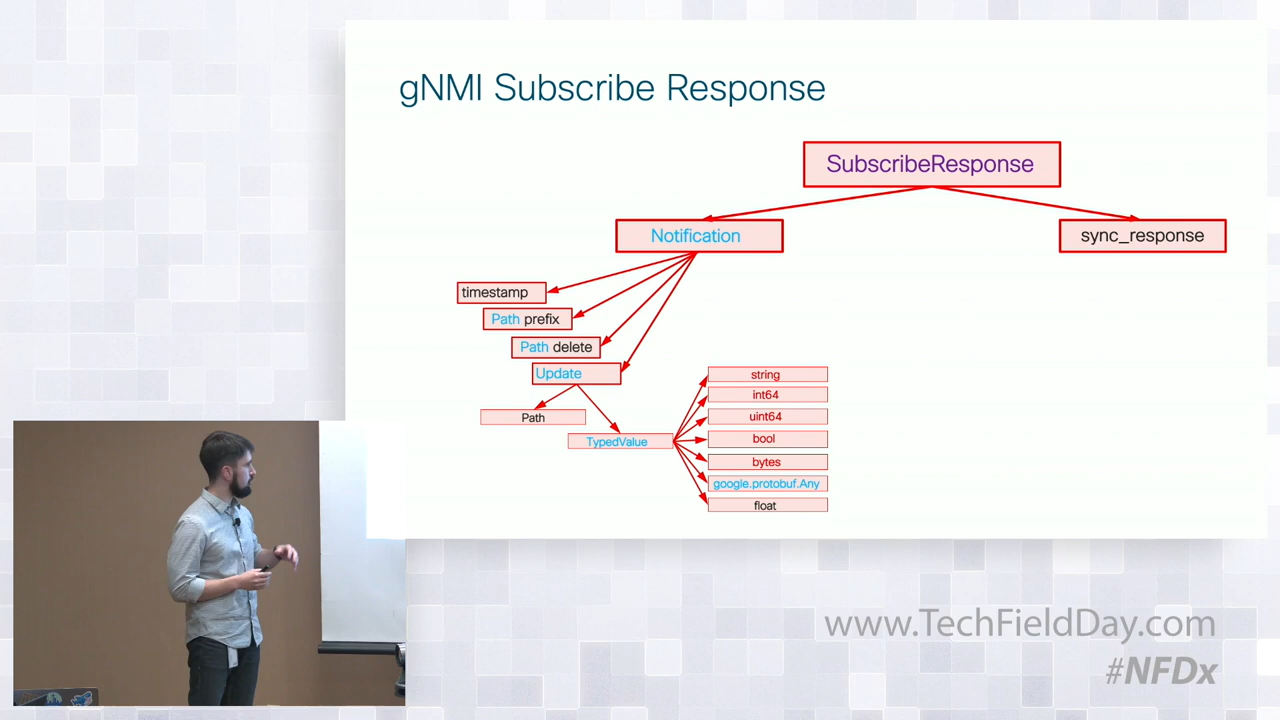 gNMI Subscribe Response
SubscribeResponse
Notification
sync_response
timestamp
Path prefix
Path delete
Update
Path
TypedValue
string
int64
uint64
bool
bytes
google.protobuf.Any
float
www.TechFieldDay.com
#NFDx